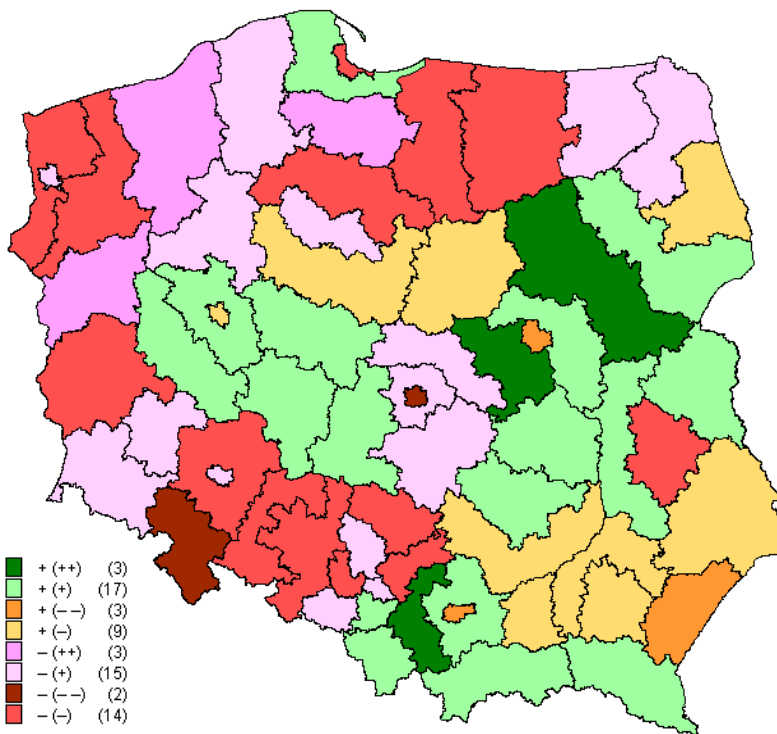 + (++) (3)
+ (+) (17)
+ (– –) (3)
+ (–) (9)
– (++) (3)
– (+) (15)
– (– –) (2)
– (–) (14)